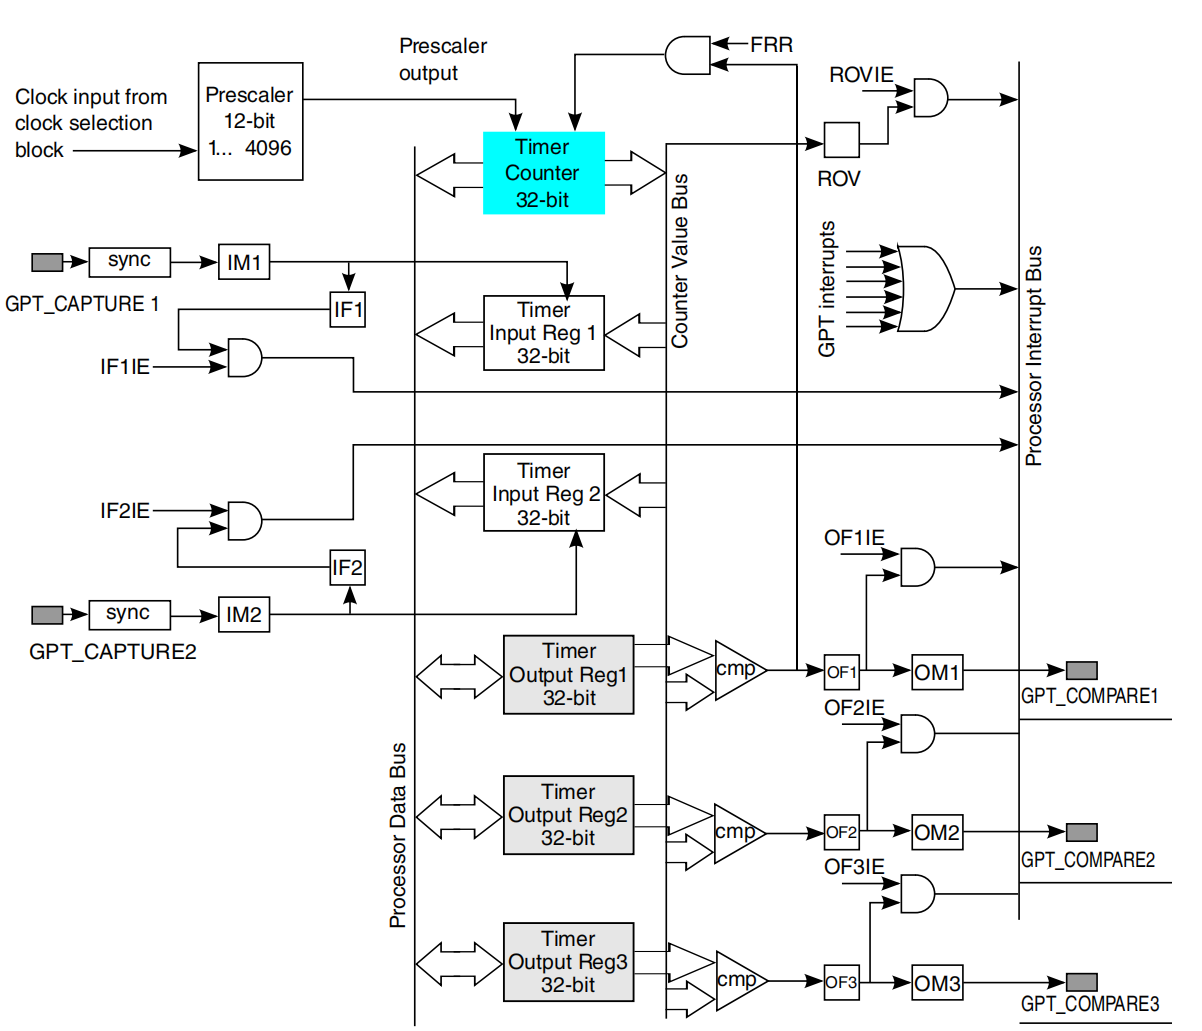 Prescaler
output
FRR
ROVIE
Clock input from
clock selection
block
Prescaler
12-bit
1... 4096
Timer
Counter
32-bit
ROV
Counter Value Bus
GPT interrupts
Processor Interrupt Bus
sync
IM1
GPT_CAPTURE 1
IF1
Timer
Input Reg 1
32-bit
IF1IE
Timer
Input Reg 2
32-bit
IF2IE
IF2
sync
IM2
GPT_CAPTURE2
OF1IE
Timer
Output Reg1
32-bit
cmp
OF1
OM1
GPT_COMPARE1
OF2IE
Processor Data Bus
Timer
Output Reg2
32-bit
cmp
OF2
OM2
GPT_COMPARE2
OF3IE
Timer
Output Reg3
32-bit
cmp
OF3
OM3
GPT_COMPARE3